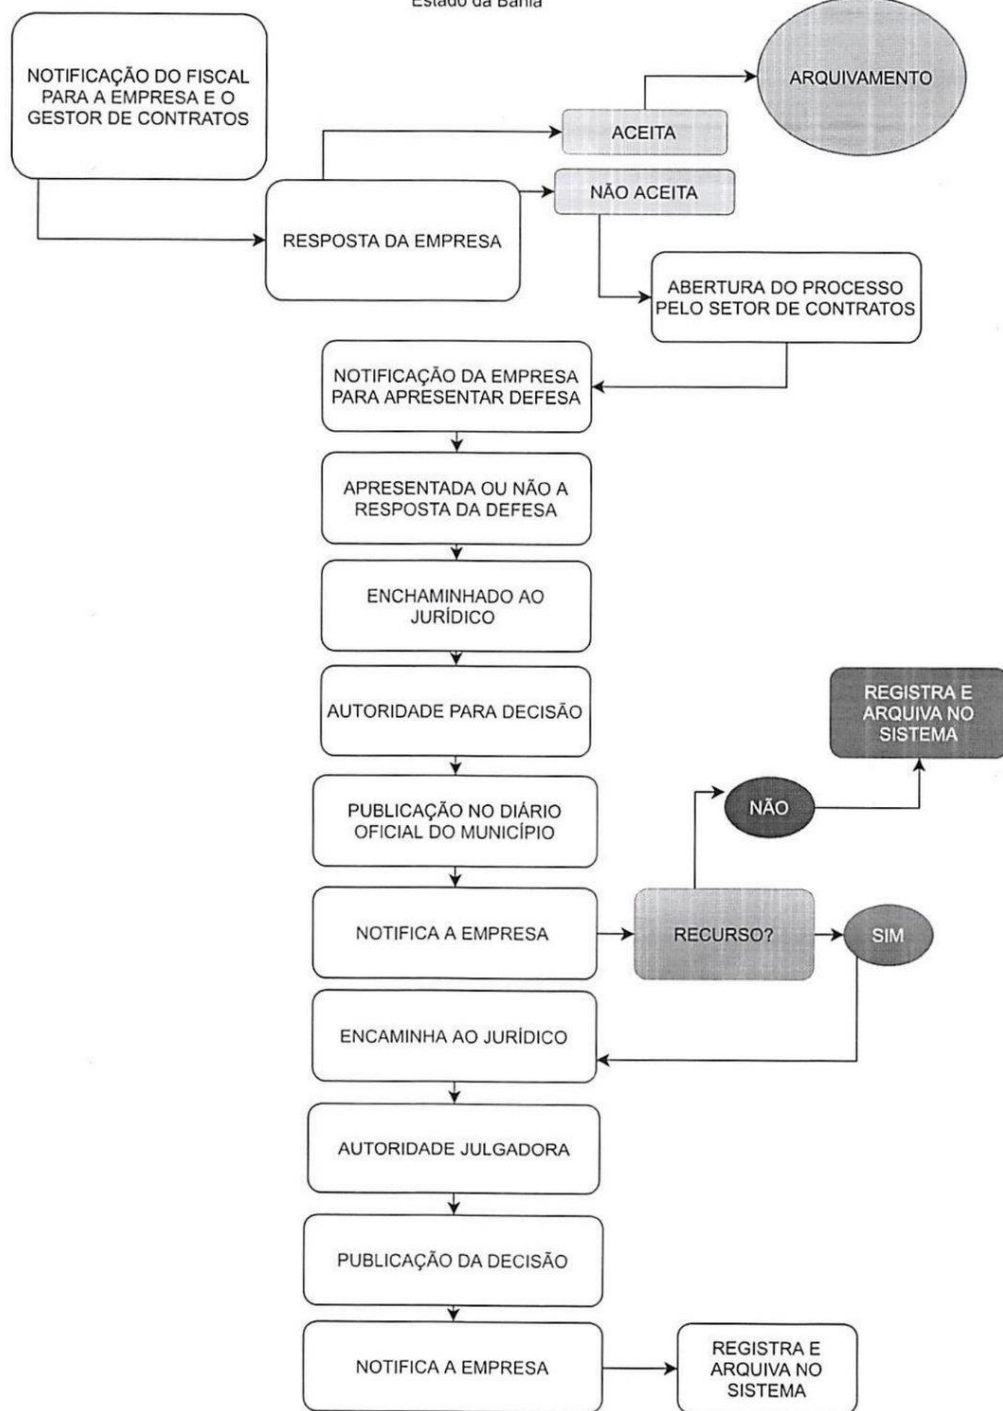 Estado da Bahia
NOTIFICAÇÃO DO FISCAL
PARA A EMPRESA E O
GESTOR DE CONTRATOS
ARQUIVAMENTO
ACEITA
NÃO ACEITA
RESPOSTA DA EMPRESA
ABERTURA DO PROCESSO
PELO SETOR DE CONTRATOS
NOTIFICAÇÃO DA EMPRESA
PARA APRESENTAR DEFESA
APRESENTADA OU NÃO A
RESPOSTA DA DEFESA
ENCHAMINHADO AO
JURÍDICO
AUTORIDADE PARA DECISÃO
REGISTRA E
ARQUIVA NO
SISTEMA
PUBLICAÇÃO NO DIÁRIO
OFICIAL DO MUNICÍPIO
NÃO
NOTIFICA A EMPRESA
RECURSO?
SIM
ENCAMINHA AO JURÍDICO
AUTORIDADE JULGADORA
PUBLICAÇÃO DA DECISÃO
NOTIFICA A EMPRESA
REGISTRA E
ARQUIVA NO
SISTEMA